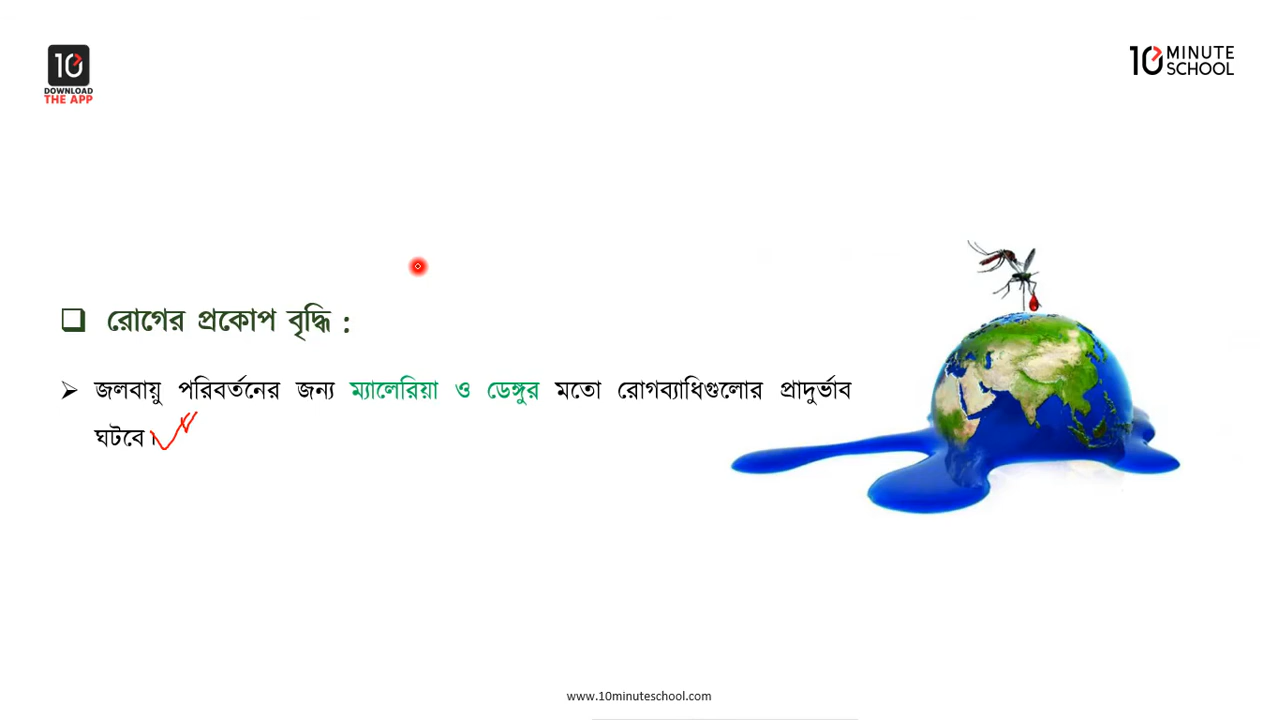 10
DOWNLOAD
THE APP
10 MINUTE
SCHOOL
❑ রোগের প্রকোপ বৃদ্ধি :
➢ জলবায়ু পরিবর্তনের জন্য ম্যালেরিয়া ও ডেঙ্গুর মতো রোগব্যাধিগুলোর প্রাদুর্ভাব
ঘটবে।
www.10minuteschool.com